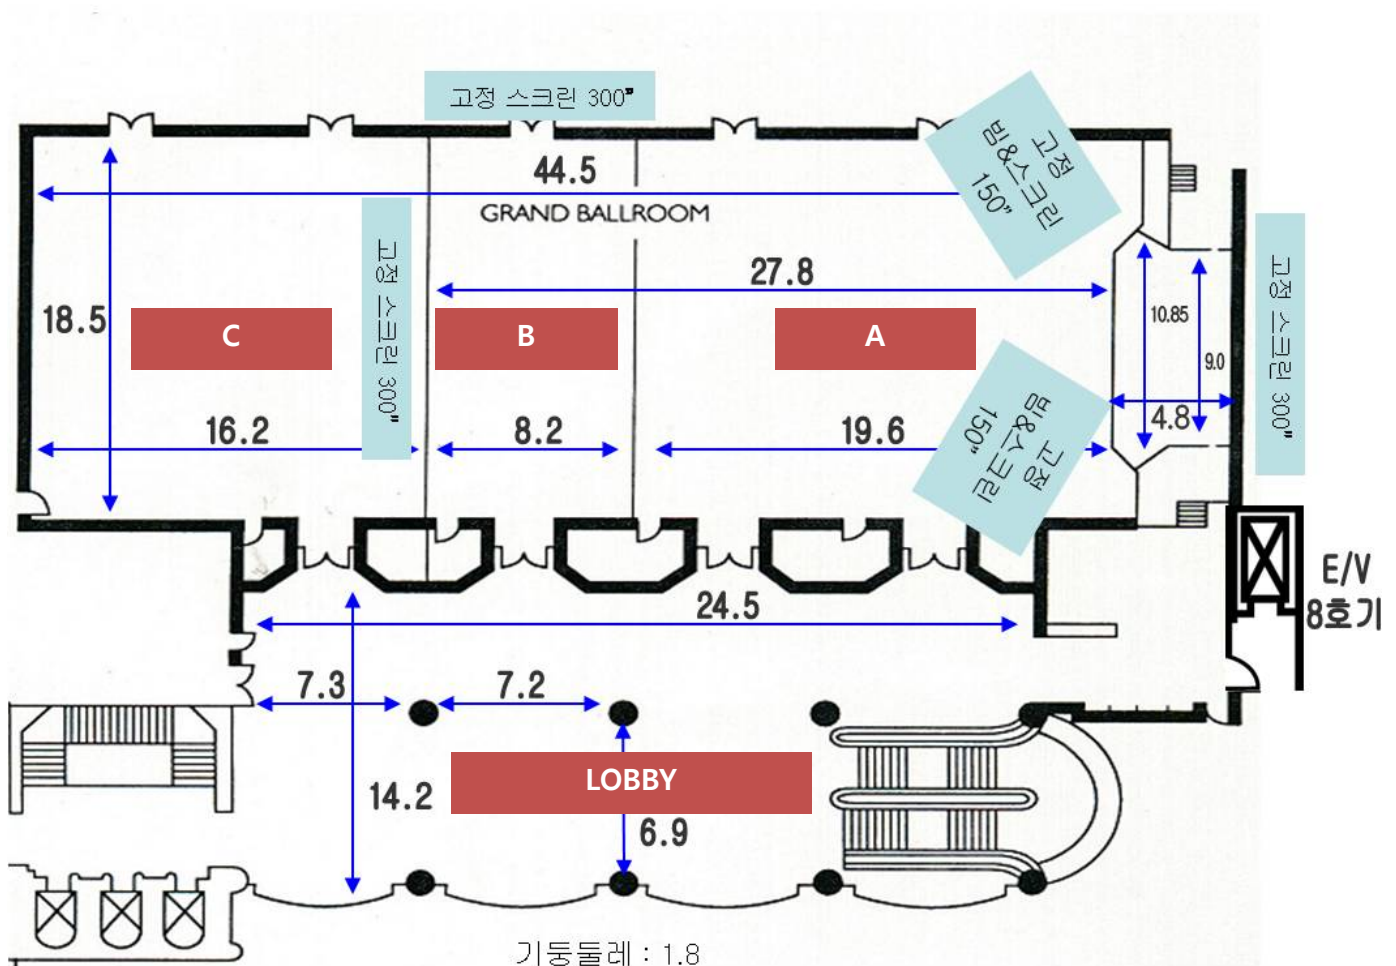 고정 스크린 300"
고정
빔&스크린
150"
44.5
GRAND BALLROOM
고정 스크린 300"
27.8
고정 스크린 300"
18.5
C
B
A
10.85
9.0
16.2
8.2
19.6
4.8
고정
빔&스크린
150"
E/V
8호기
24.5
7.3
7.2
LOBBY
14.2
6.9
기둥둘레 : 1.8